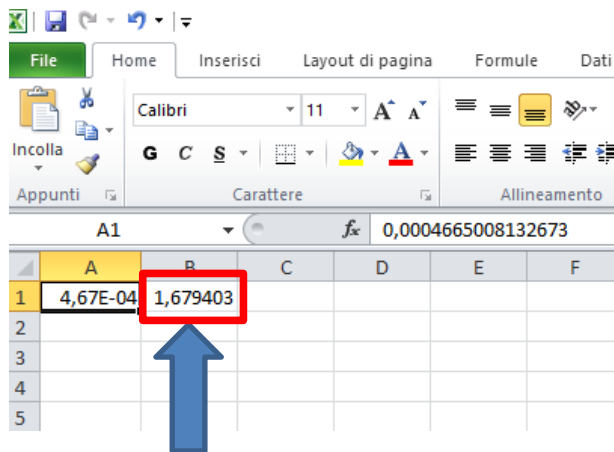 File Home Inserisci Layout di pagina Formule Dati
Calibri 11 A A
Incolla G C S A
Appunti Carattere Allineamento
A1 fx 0,0004665008132673
A B C D E F
1 4,67E-04 1,679403
2
3
4
5